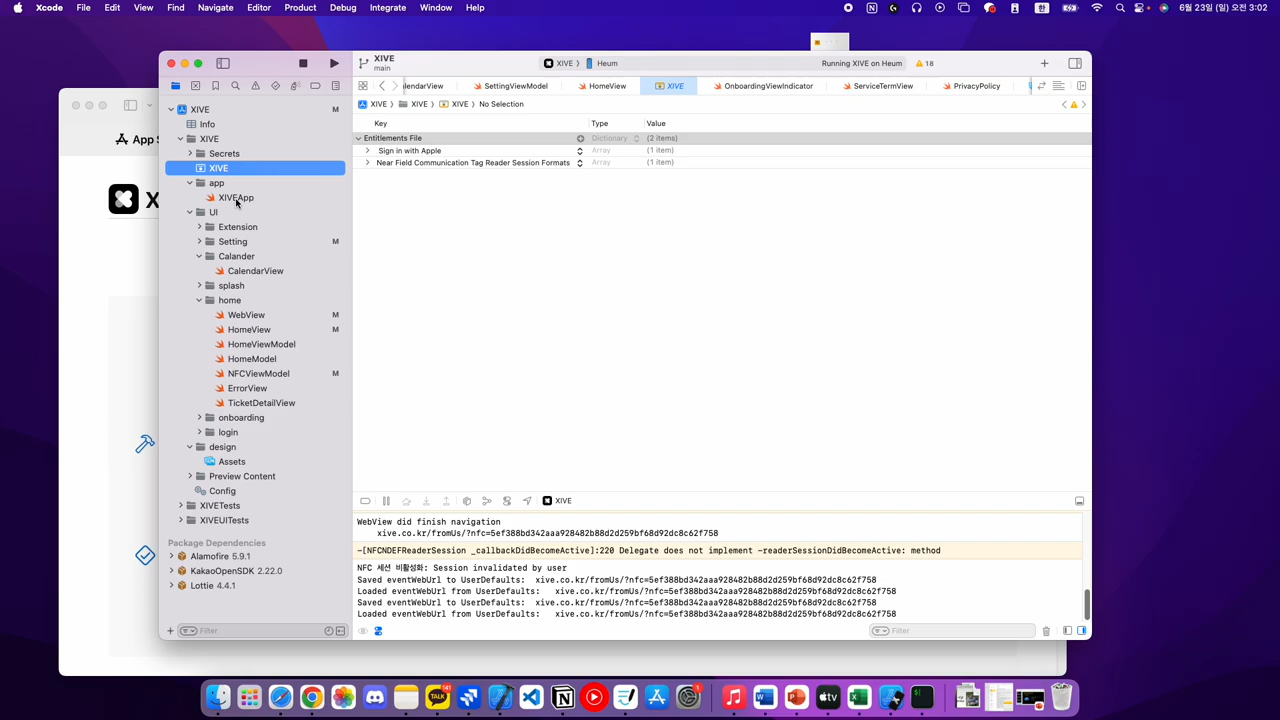 Xcode File Edit View Find Navigate Editor Product Debug Integrate Window Help
한
6월 23일 (일) 오후 3:02
App S
X
XIVE
main
XIVE 〉 Heum
Running XIVE on Heum
18
lendarView
SettingViewModel
HomeView
XIVE
OnboardingViewIndicator
ServiceTermView
PrivacyPolicy
XIVE 〉 XIVE 〉 XIVE 〉 No Selection
Key Type Value
Entitlements File Dictionary (2 items)
Sign in with Apple Array (1 item)
Near Field Communication Tag Reader Session Formats Array (1 item)
XIVE M
Info
XIVE
Secrets
XIVE
app
XIVEApp
UI
Extension
Setting M
Calander
CalendarView
splash
home
WebView M
HomeView M
HomeViewModel
HomeModel
NFCViewModel M
ErrorView
TicketDetailView
onboarding
login
design
Assets
Preview Content
Config
XIVETests
XIVEUITests
Package Dependencies
Alamofire 5.9.1
KakaoOpenSDK 2.22.0
Lottie 4.4.1
Filter
XIVE
WebView did finish navigation
xive.co.kr/fromUs/?nfc=5ef388bd342aaa928482b88d2d259bf68d92dc8c62f758
-[NFCNDEFReaderSession _callbackDidBecomeActive]:220 Delegate does not implement -readerSessionDidBecomeActive: method
NFC 세션 비활성화: Session invalidated by user
Saved eventWebUrl to UserDefaults: xive.co.kr/fromUs/?nfc=5ef388bd342aaa928482b88d2d259bf68d92dc8c62f758
Loaded eventWebUrl from UserDefaults: xive.co.kr/fromUs/?nfc=5ef388bd342aaa928482b88d2d259bf68d92dc8c62f758
Saved eventWebUrl to UserDefaults: xive.co.kr/fromUs/?nfc=5ef388bd342aaa928482b88d2d259bf68d92dc8c62f758
Loaded eventWebUrl from UserDefaults: xive.co.kr/fromUs/?nfc=5ef388bd342aaa928482b88d2d259bf68d92dc8c62f758
Filter
TALK
tv